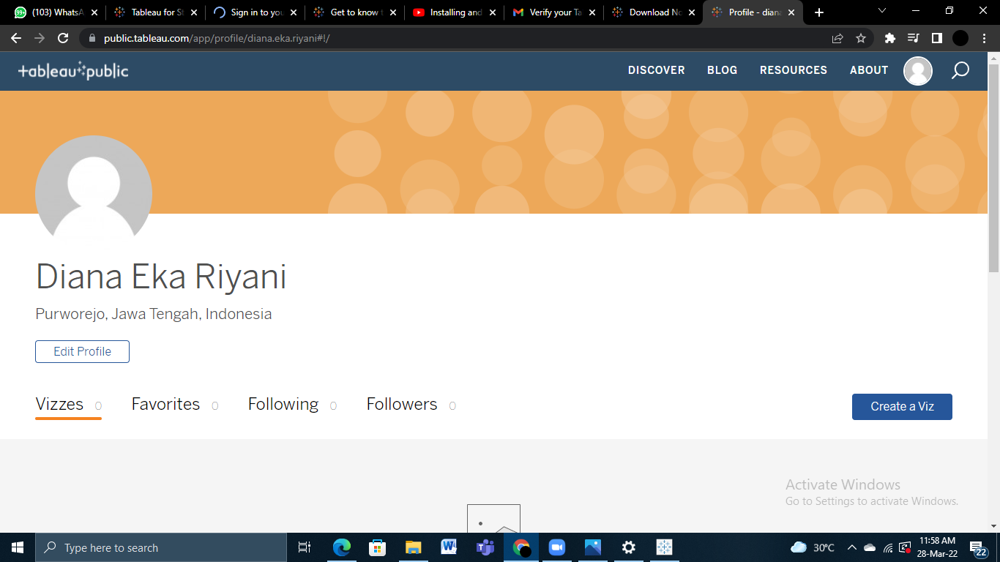 (103) WhatsA
Tableau for St
Sign in to you
Get to know t
Installing and
Verify your Ta
Download No
Profile - diana
public.tableau.com/app/profile/diana.eka.riyani#!/
+ableau public
DISCOVER BLOG RESOURCES ABOUT
Diana Eka Riyani
Purworejo, Jawa Tengah, Indonesia
Edit Profile
Vizzes 0 Favorites 0 Following 0 Followers 0
Create a Viz
Activate Windows
Go to Settings to activate Windows.
Type here to search
30°C
11:58 AM
28-Mar-22
22